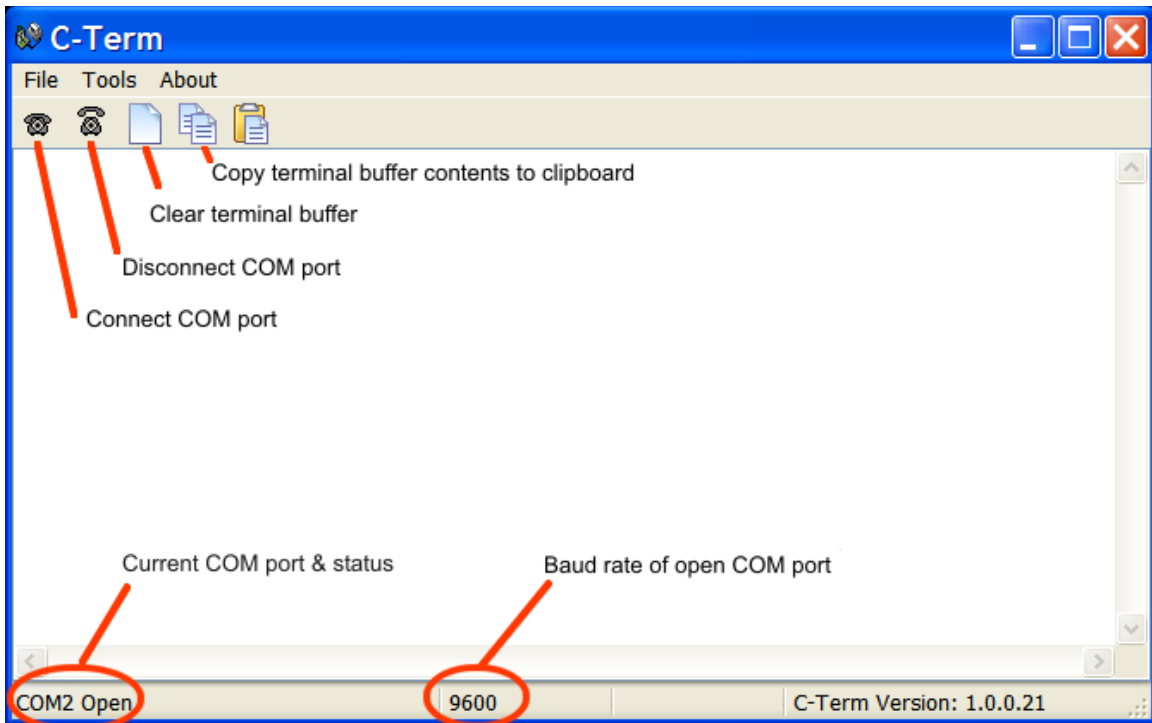 C-Term
File Tools About
Copy terminal buffer contents to clipboard
Clear terminal buffer
Disconnect COM port
Connect COM port
Current COM port & status
Baud rate of open COM port
COM2 Open 9600 C-Term Version: 1.0.0.21